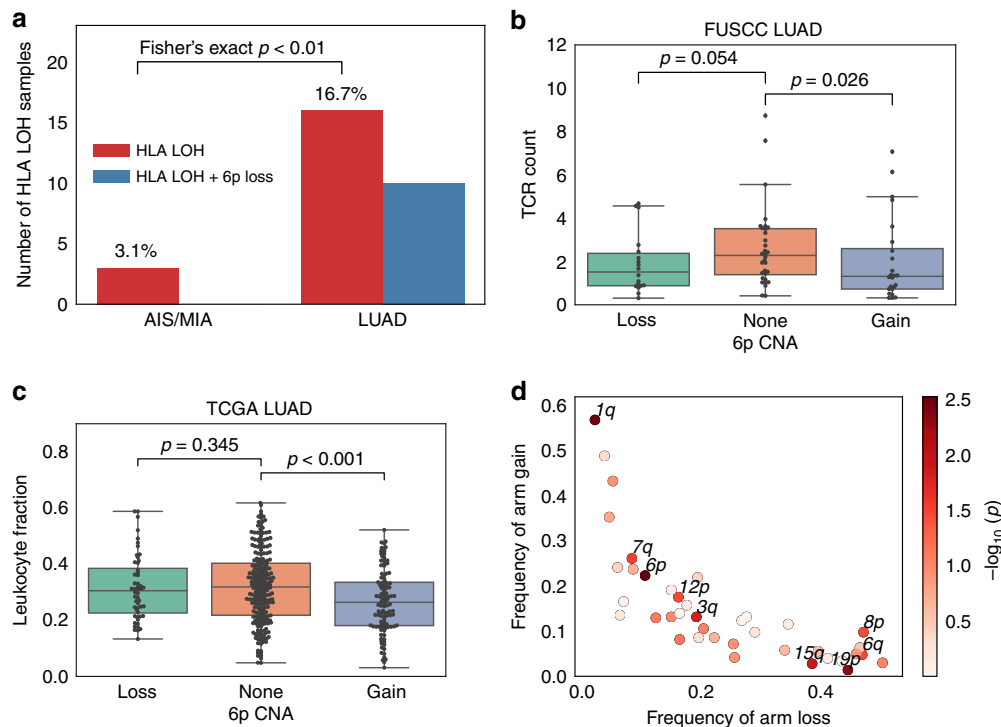 a
Fisher's exact p < 0.01
Number of HLA LOH samples
20
15
10
5
0
16.7%
3.1%
HLA LOH
HLA LOH + 6p loss
AIS/MIA
LUAD
b
FUSCC LUAD
p = 0.054
p = 0.026
TCR count
12
10
8
6
4
2
0
Loss
None
Gain
6p CNA
c
TCGA LUAD
p = 0.345
p < 0.001
Leukocyte fraction
0.8
0.6
0.4
0.2
0.0
Loss
None
Gain
6p CNA
d
Frequency of arm gain
0.6
0.5
0.4
0.3
0.2
0.1
0.0
1q
7q
6p
12p
3q
8p
6q
15q
19p
0.0
0.2
0.4
Frequency of arm loss
2.5
2.0
1.5
1.0
0.5
–log10 (p)